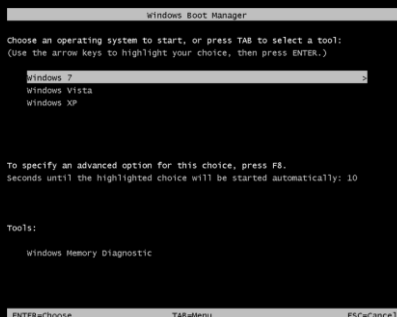 Windows Boot Manager
Choose an operating system to start, or press TAB to select a tool:
(Use the arrow keys to highlight your choice, then press ENTER.)
Windows 7 >
Windows Vista
Windows XP
To specify an advanced option for this choice, press F8.
Seconds until the highlighted choice will be started automatically: 10
Tools:
Windows Memory Diagnostic
ENTER=Choose TAB=Menu ESC=Cancel